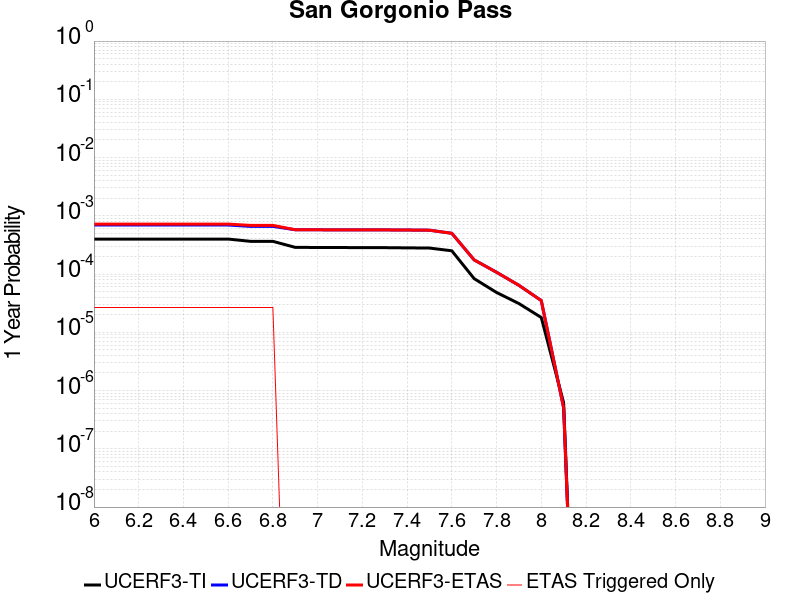 San Gorgonio Pass
10^0
10^-1
10^-2
10^-3
10^-4
10^-5
10^-6
10^-7
10^-8
1 Year Probability
6 6.2 6.4 6.6 6.8 7 7.2 7.4 7.6 7.8 8 8.2 8.4 8.6 8.8 9
Magnitude
UCERF3-TI UCERF3-TD UCERF3-ETAS ETAS Triggered Only